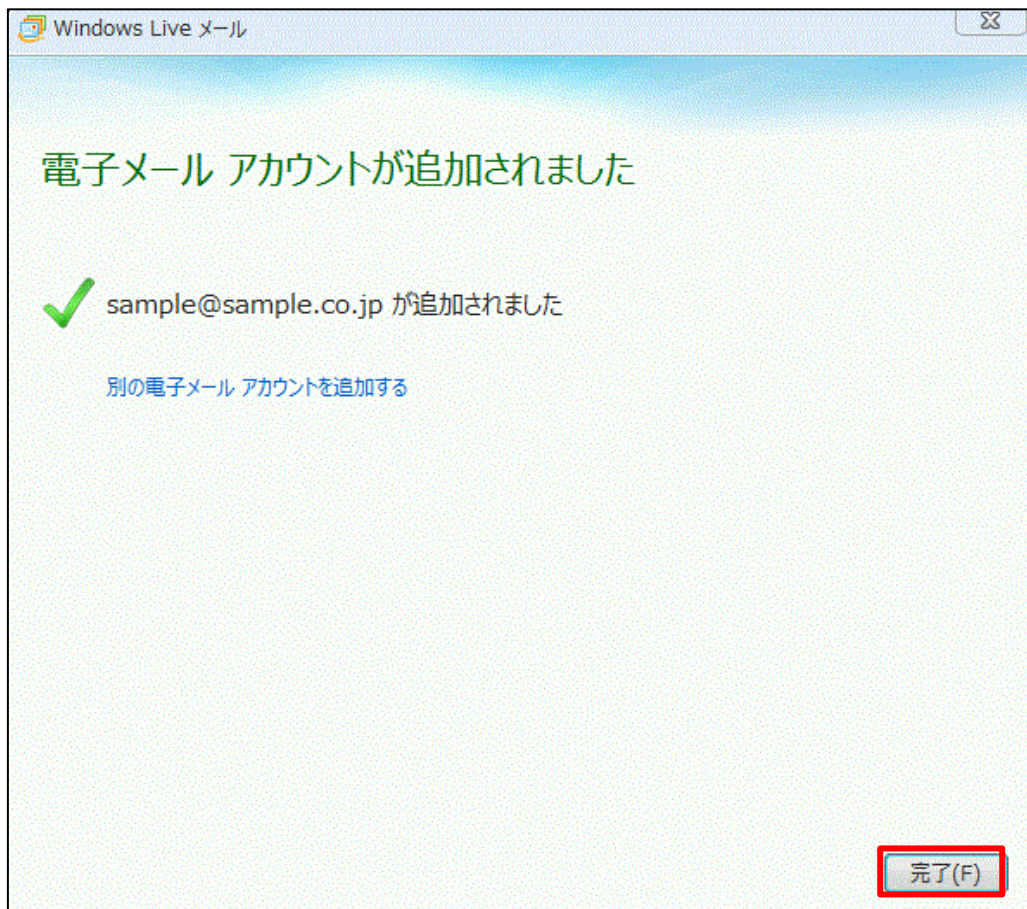 Windows Live メール
電子メール アカウントが追加されました
sample@sample.co.jp が追加されました
別の電子メール アカウントを追加する
完了(F)